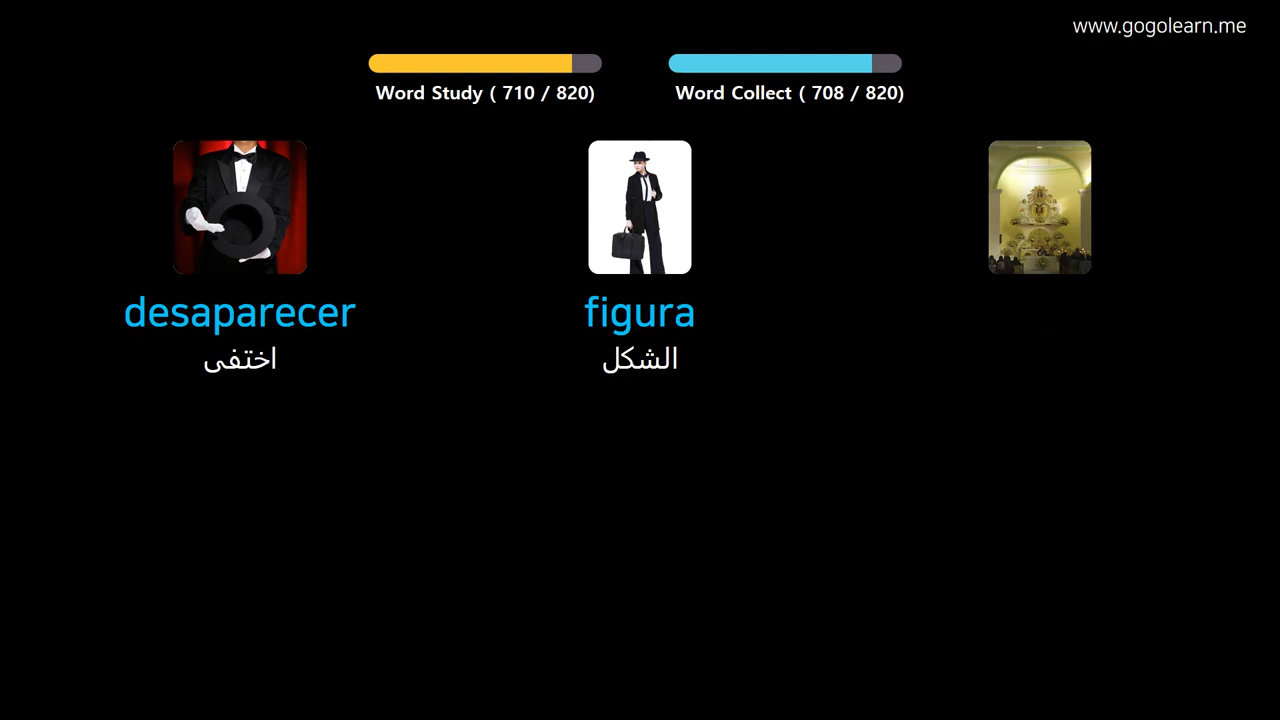 www.gogolearn.me
Word Study ( 710 / 820)
Word Collect ( 708 / 820)
desaparecer
اختفى
figura
الشكل